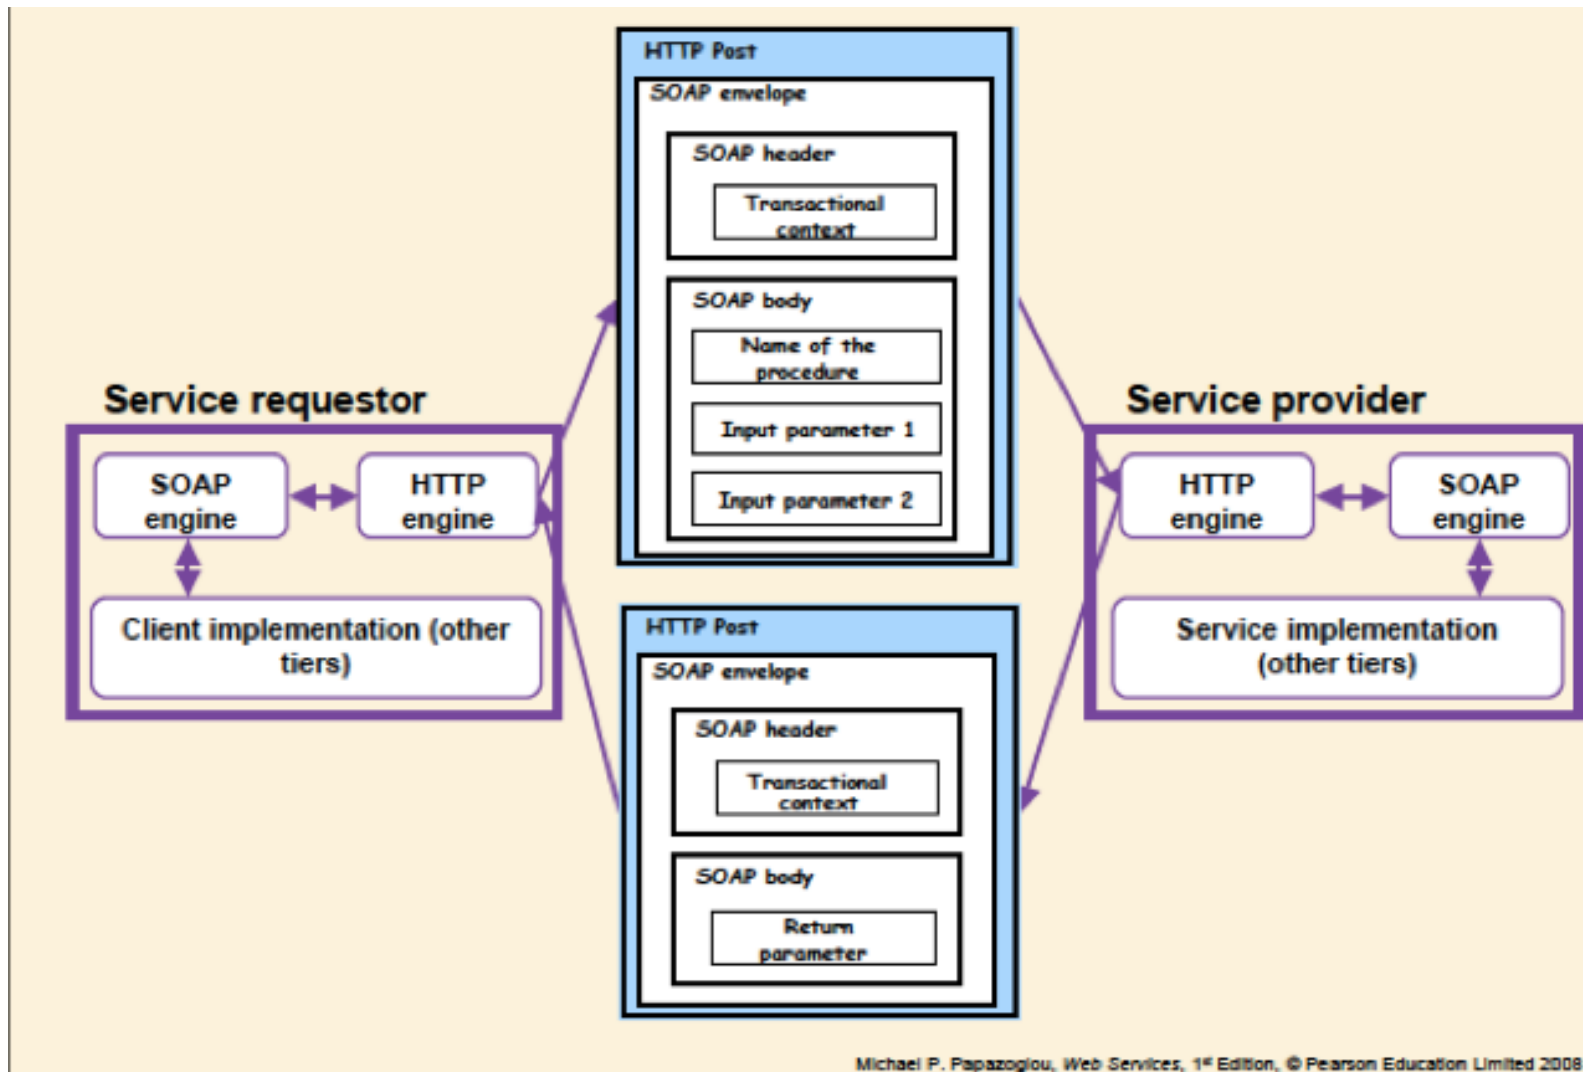 HTTP Post
SOAP envelope
SOAP header
Transactional
context
SOAP body
Name of the
procedure
Input parameter 1
Input parameter 2
Service requestor
SOAP
engine
HTTP
engine
Client implementation (other
tiers)
Service provider
HTTP
engine
SOAP
engine
Service implementation
(other tiers)
HTTP Post
SOAP envelope
SOAP header
Transactional
context
SOAP body
Return
parameter
Michael P. Papazoglou, Web Services, 1st Edition, © Pearson Education Limited 2008